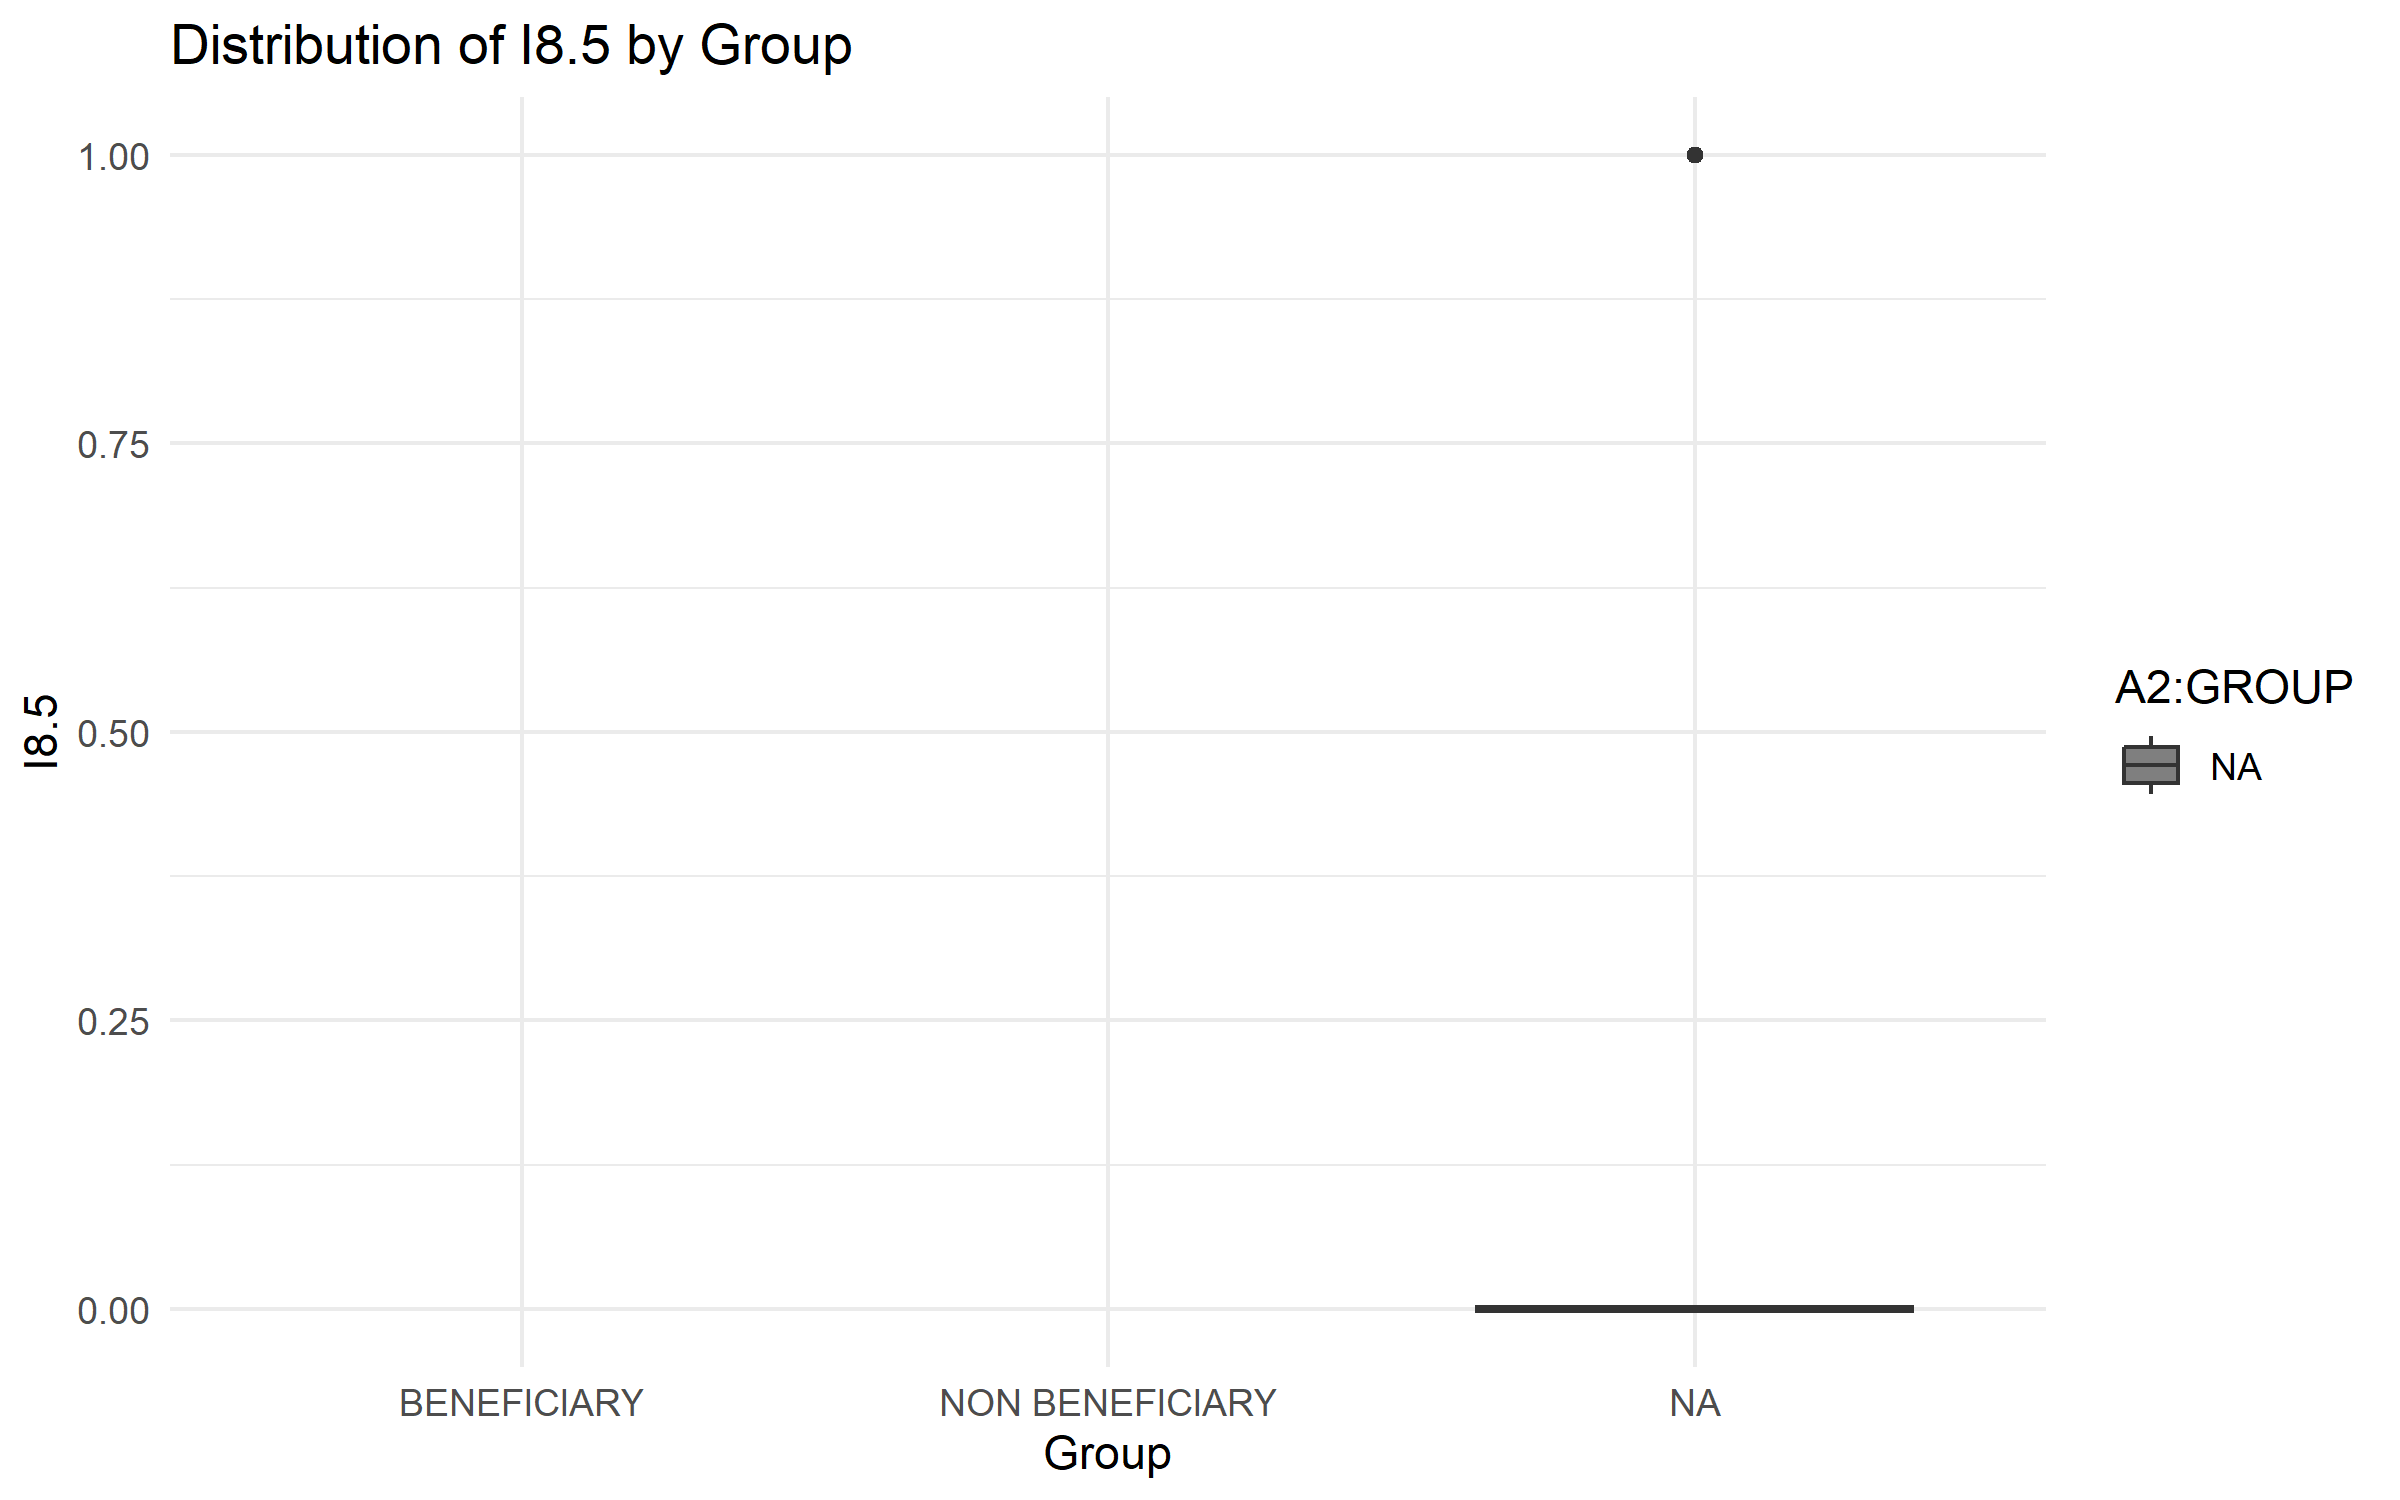 Distribution of I8.5 by Group
1.00
0.75
0.50
0.25
0.00
I8.5
BENEFICIARY
NON BENEFICIARY
NA
Group
A2:GROUP
NA